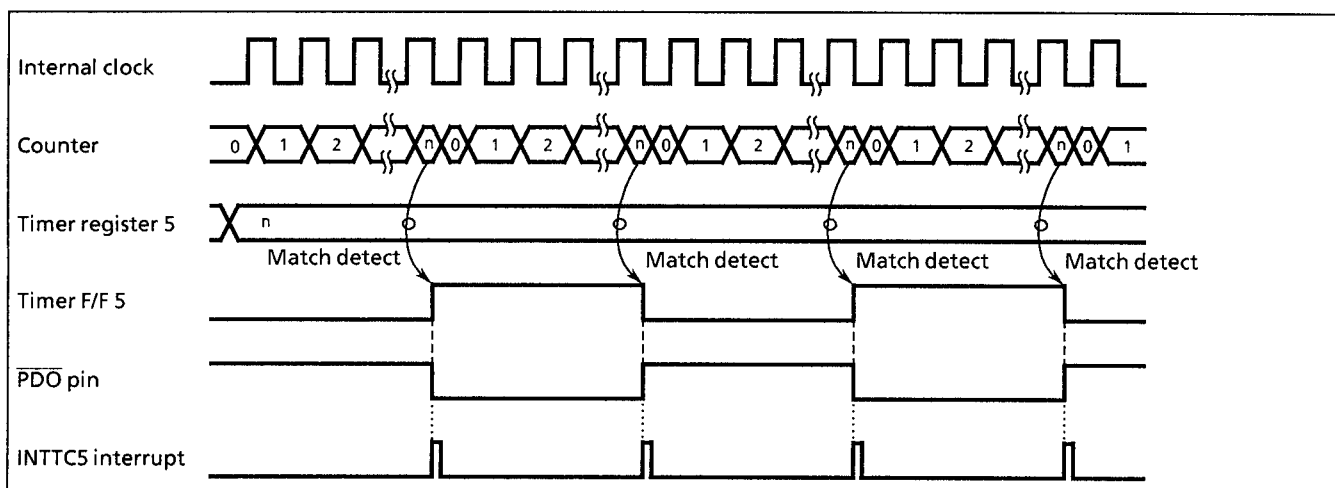 Internal clock
Counter 0 1 2 n 0 1 2 n 0 1 2 n 0 1 2 n 0 1
Timer register 5 n
Match detect Match detect Match detect Match detect
Timer F/F 5
P̅D̅O̅ pin
INTTC5 interrupt